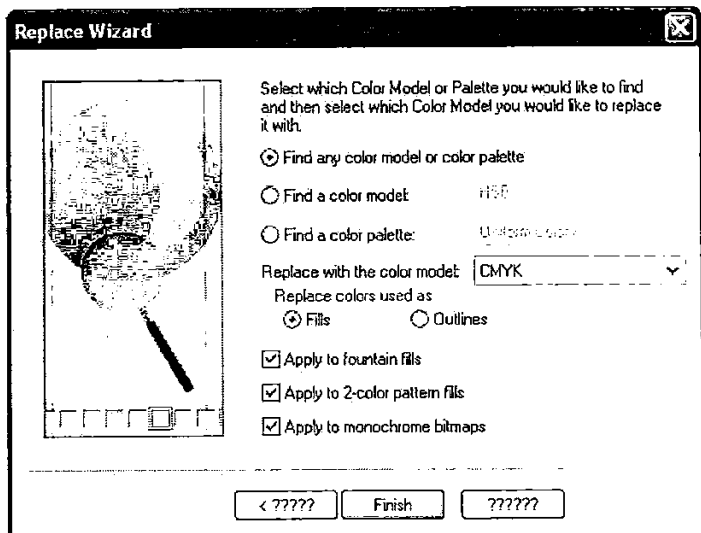 Replace Wizard
Select which Color Model or Palette you would like to find
and then select which Color Model you would like to replace
it with.
Find any color model or color palette
Find a color model:
Find a color palette:
Replace with the color model: CMYK
Replace colors used as
Fills Outlines
Apply to fountain fills
Apply to 2-color pattern fills
Apply to monochrome bitmaps
< ????? Finish ??????